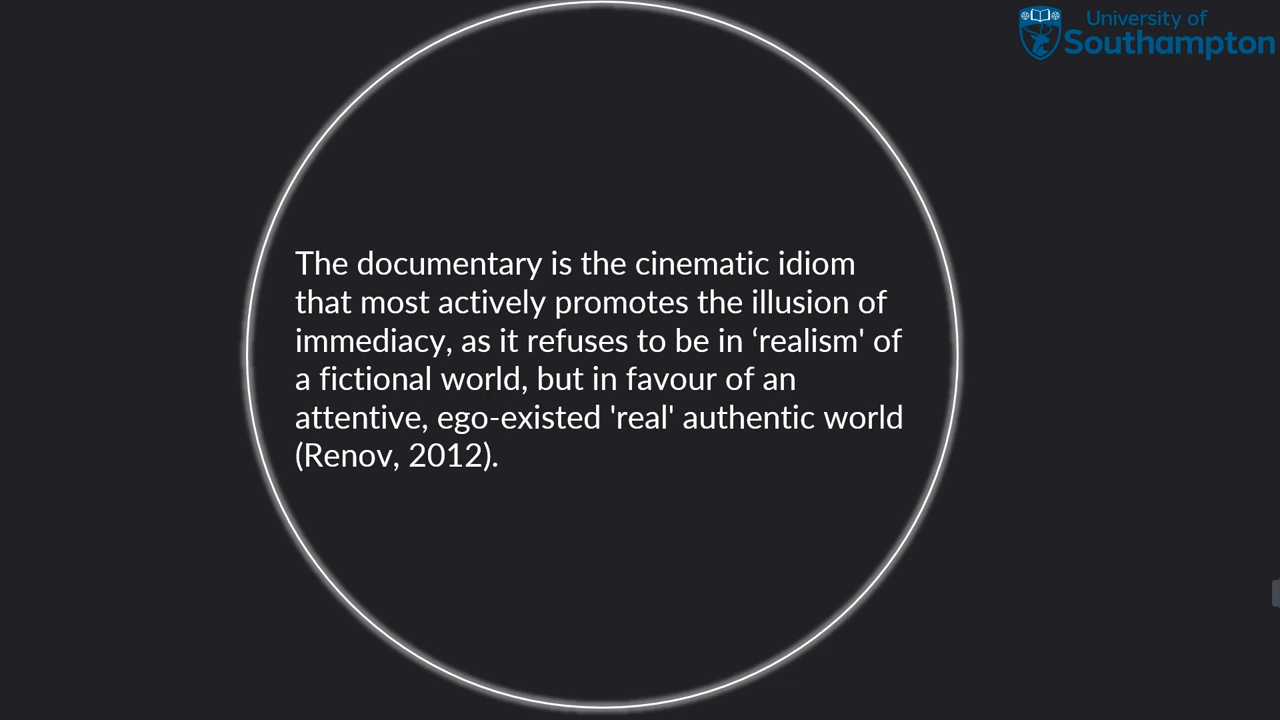 University of
Southampton
The documentary is the cinematic idiom
that most actively promotes the illusion of
immediacy, as it refuses to be in ‘realism' of
a fictional world, but in favour of an
attentive, ego-existed 'real' authentic world
(Renov, 2012).